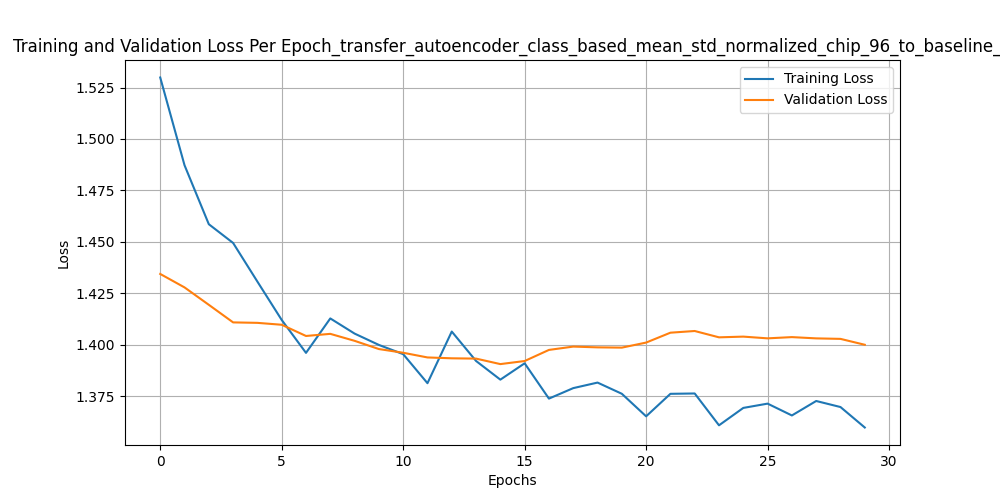 Training and Validation Loss Per Epoch_transfer_autoencoder_class_based_mean_std_normalized_chip_96_to_baseline_
Training Loss
Validation Loss
1.525
1.500
1.475
1.450
1.425
1.400
1.375
Loss
0 5 10 15 20 25 30
Epochs